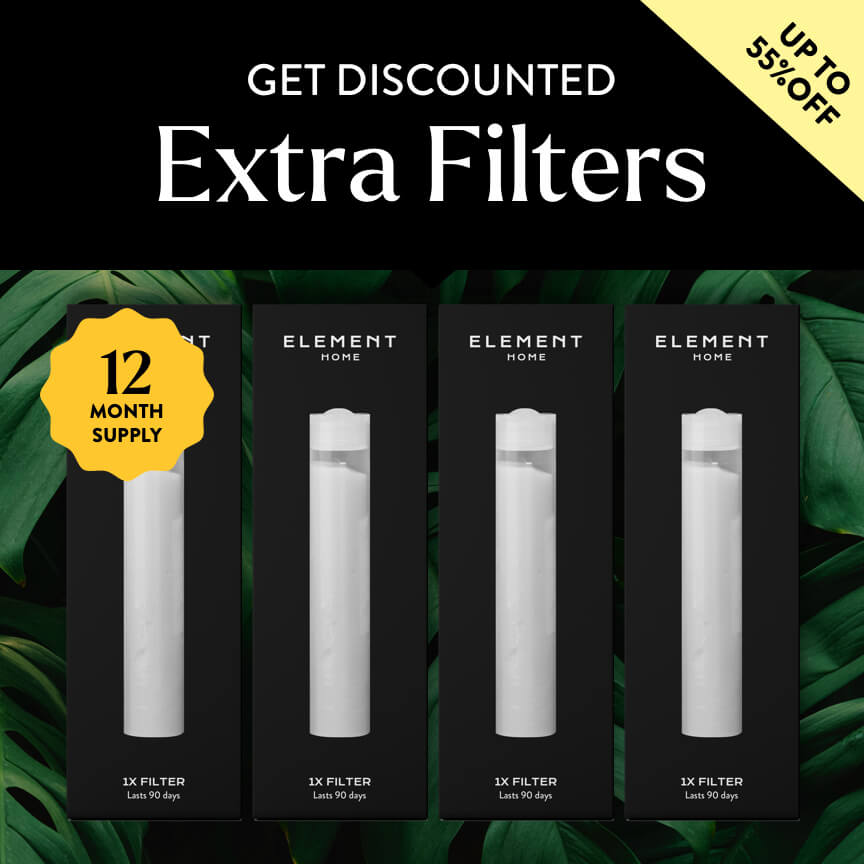 GET DISCOUNTED
Extra Filters
UP TO
55%OFF
12
MONTH
SUPPLY
NT
ELEMENT
HOME
ELEMENT
HOME
ELEMENT
HOME
1X FILTER
Lasts 90 days
1X FILTER
Lasts 90 days
1X FILTER
Lasts 90 days
1X FILTER
Lasts 90 days